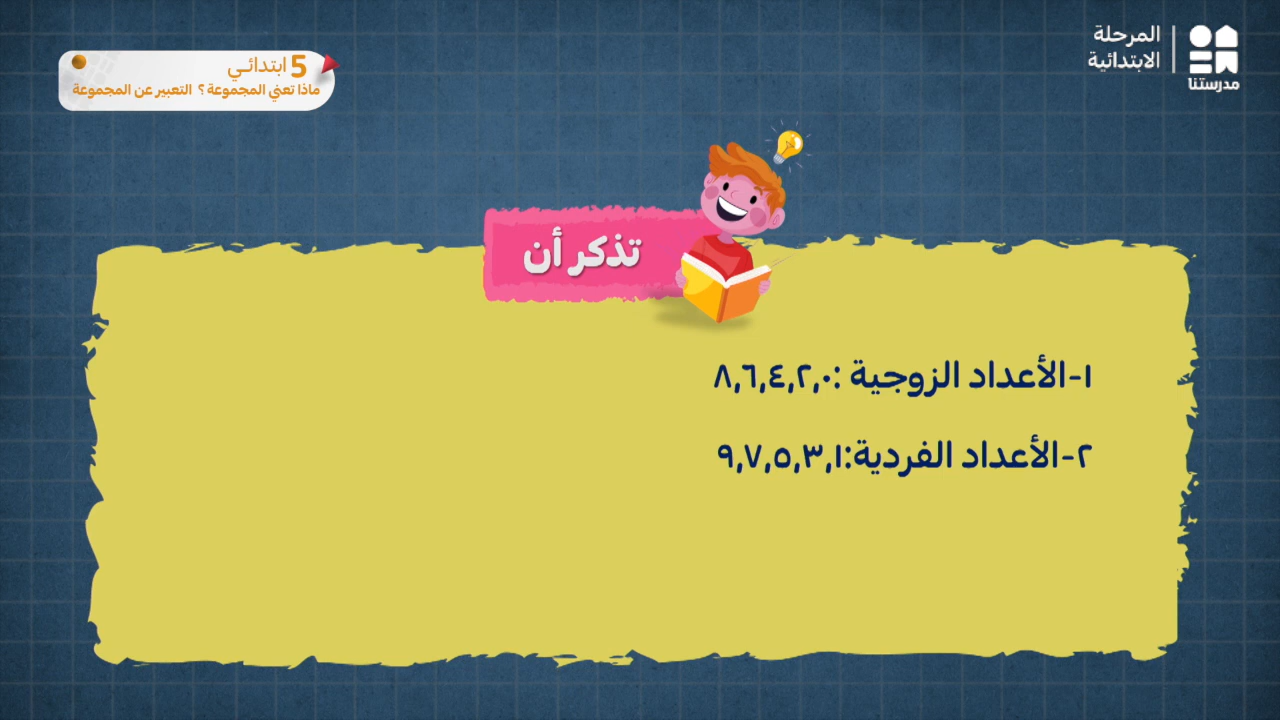 المرحلة
الابتدائية
مدرستنا
5 ابتدائي
ماذا تعني المجموعة ؟ التعبير عن المجموعة
تذكر أن
١-الأعداد الزوجية :٠,٢,٤,٦,٨
٢-الأعداد الفردية:١,٣,٥,٧,٩